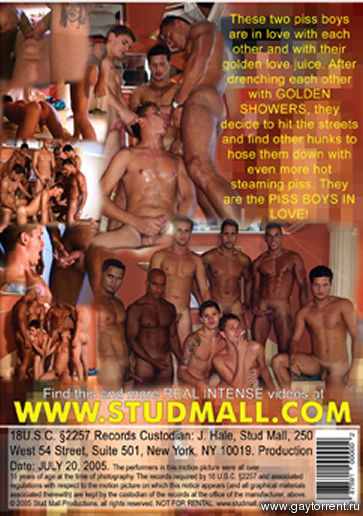 These two piss boys
are in love with each
other and with their
golden love juice. After
drenching each other
with GOLDEN
SHOWERS, they
decide to hit the streets
and find other hunks to
hose them down with
even more hot
steaming piss. They
are the PISS BOYS IN
LOVE!
Find this and more REAL INTENSE videos at
WWW.STUDMALL.COM
18U.S.C. §2257 Records Custodian: J. Hale, Stud Mall, 250
West 54 Street, Suite 501, New York, NY 10019. Production
Date: JULY 20, 2005. The performers in this motion picture were all over
18 years of age at the time of photography. The records required by 18 U.S.C. §2257 and associated
regulations with respect to the motion picture on which this notice appears (and all graphical materials
associated therewith) are kept by the custodian of the records at the office of the manufacturer, above.
© 2005 Stud Mall Productions, all rights reserved. NOT FOR RENTAL. www.studmall.com
www.gaytorrent.ru